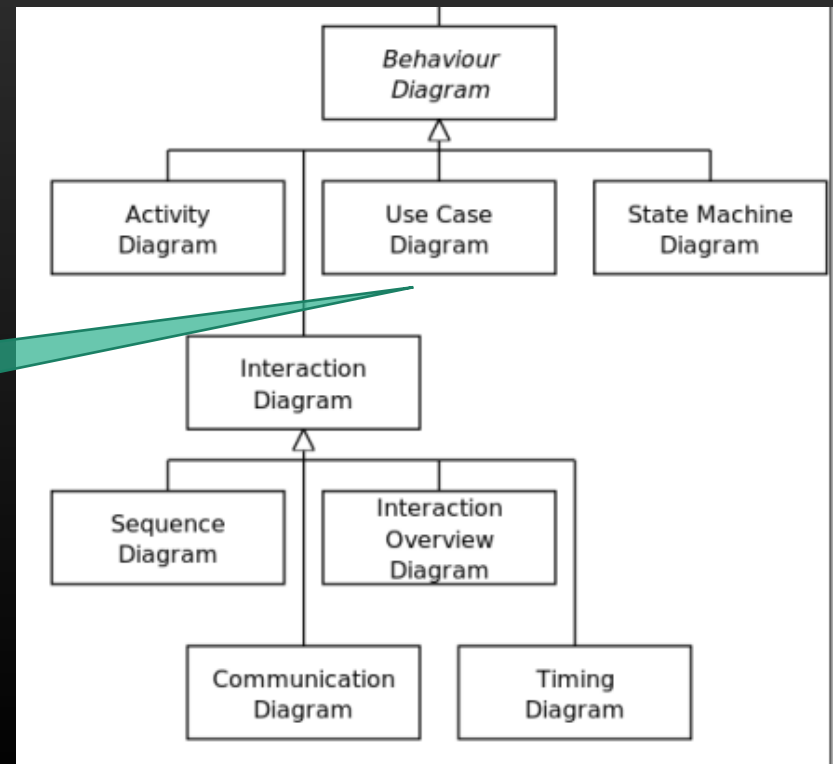 Behaviour
Diagram
Activity
Diagram
Use Case
Diagram
State Machine
Diagram
Interaction
Diagram
Sequence
Diagram
Interaction
Overview
Diagram
Communication
Diagram
Timing
Diagram